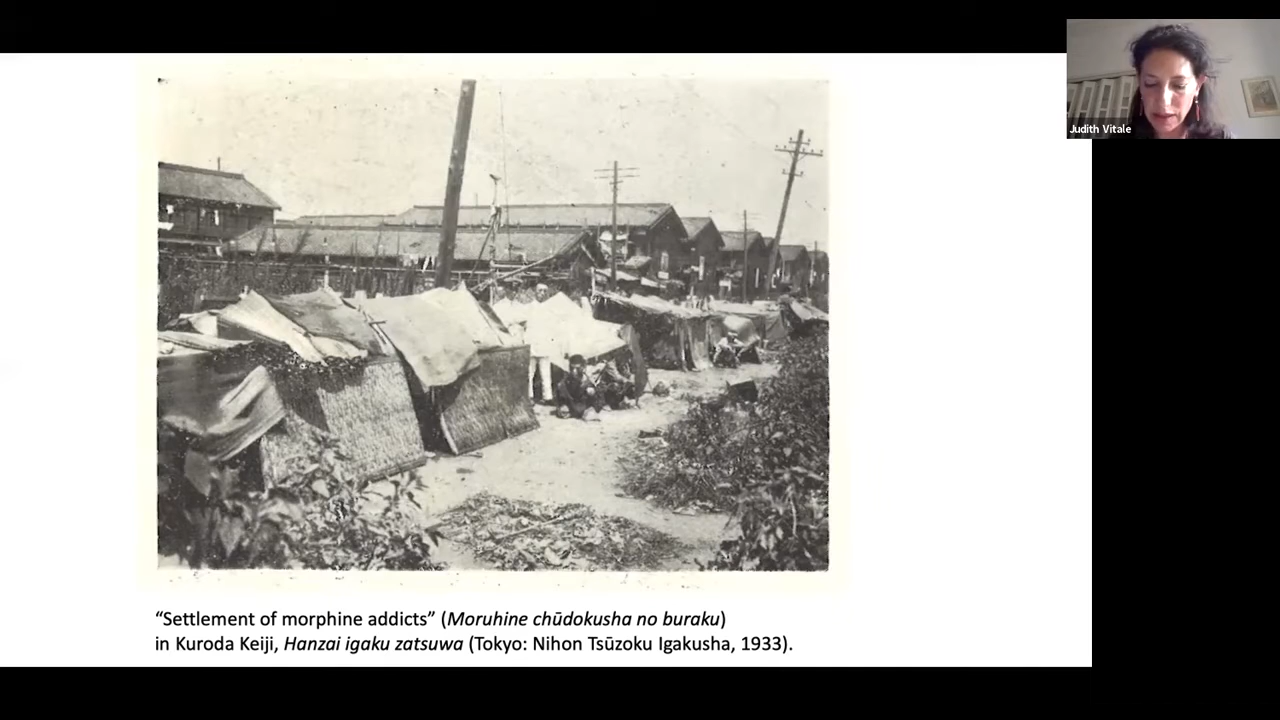 Judith Vitale
“Settlement of morphine addicts” (Moruhine chūdokusha no buraku)
in Kuroda Keiji, Hanzai igaku zatsuwa (Tokyo: Nihon Tsūzoku Igakusha, 1933).